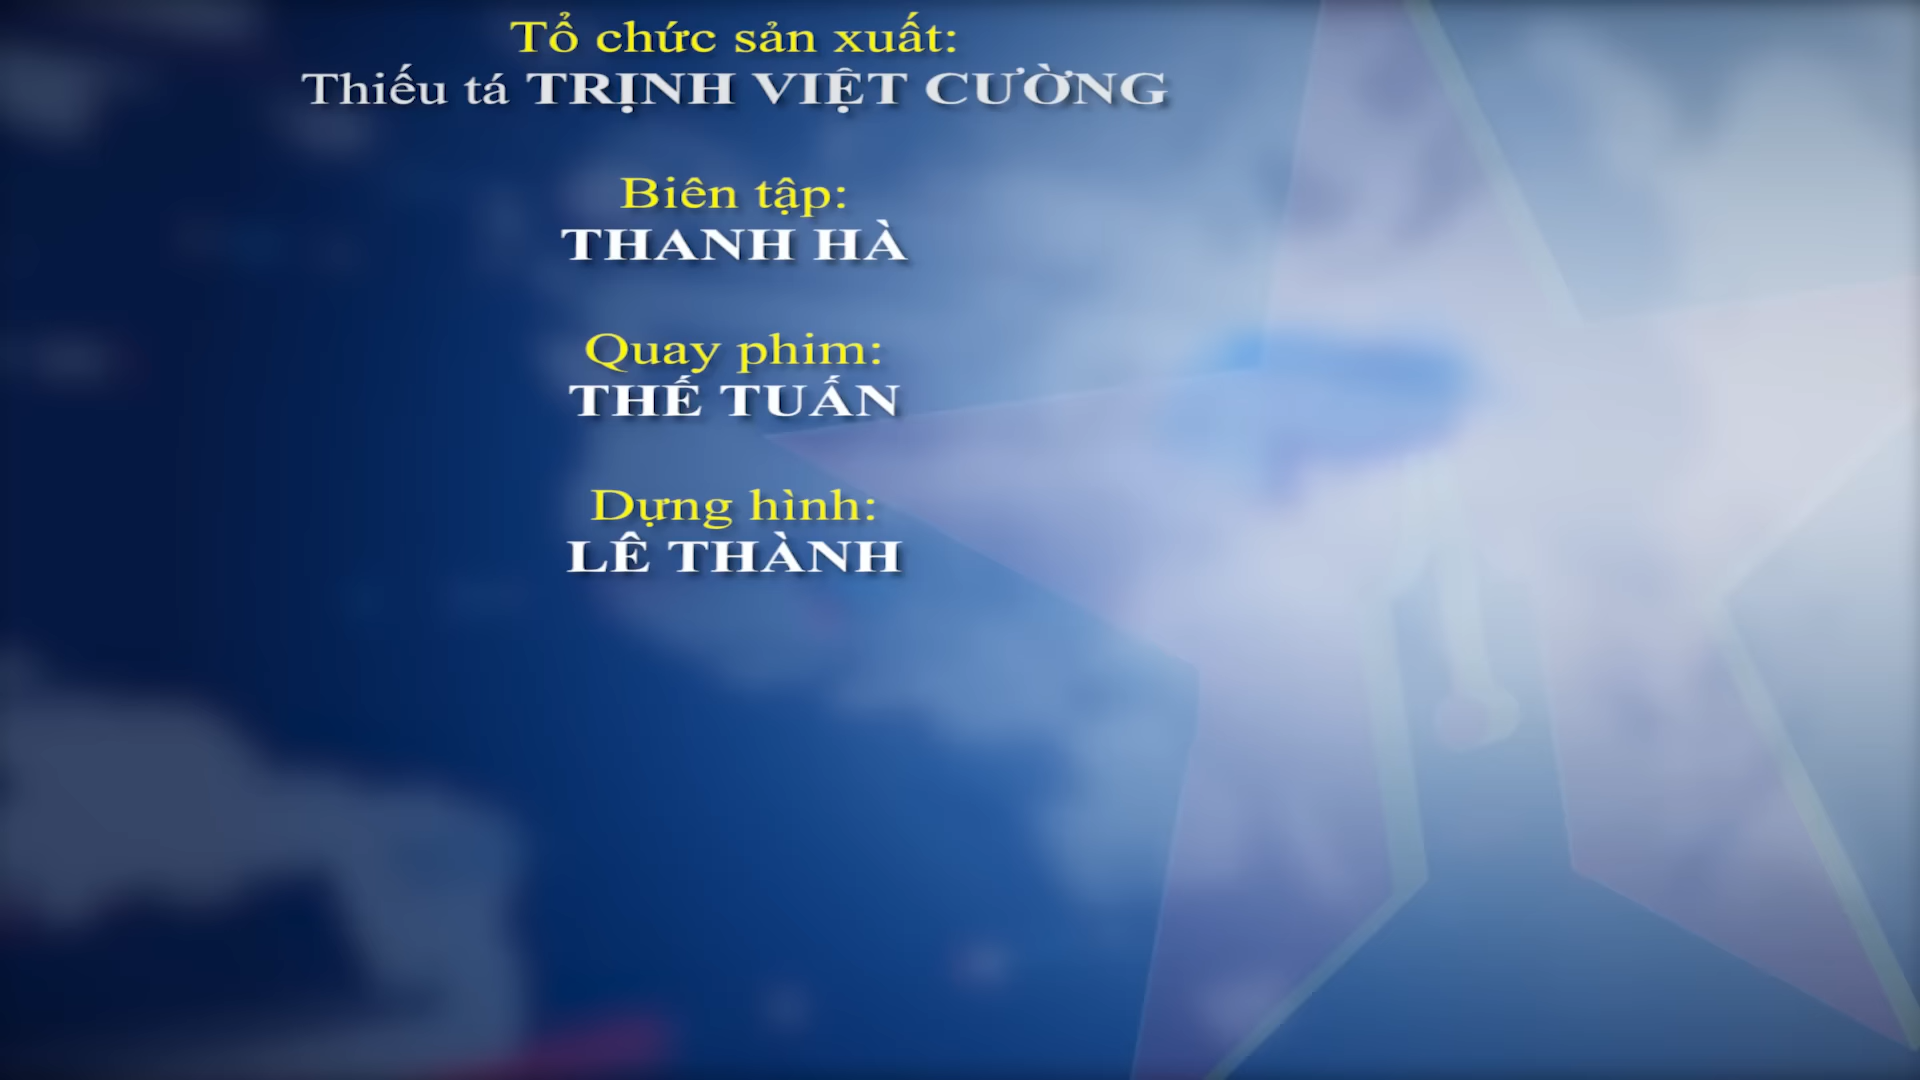 Tổ chức sản xuất:
Thiếu tá TRỊNH VIỆT CƯỜNG
Biên tập:
THANH HÀ
Quay phim:
THẾ TUẤN
Dựng hình:
LÊ THÀNH